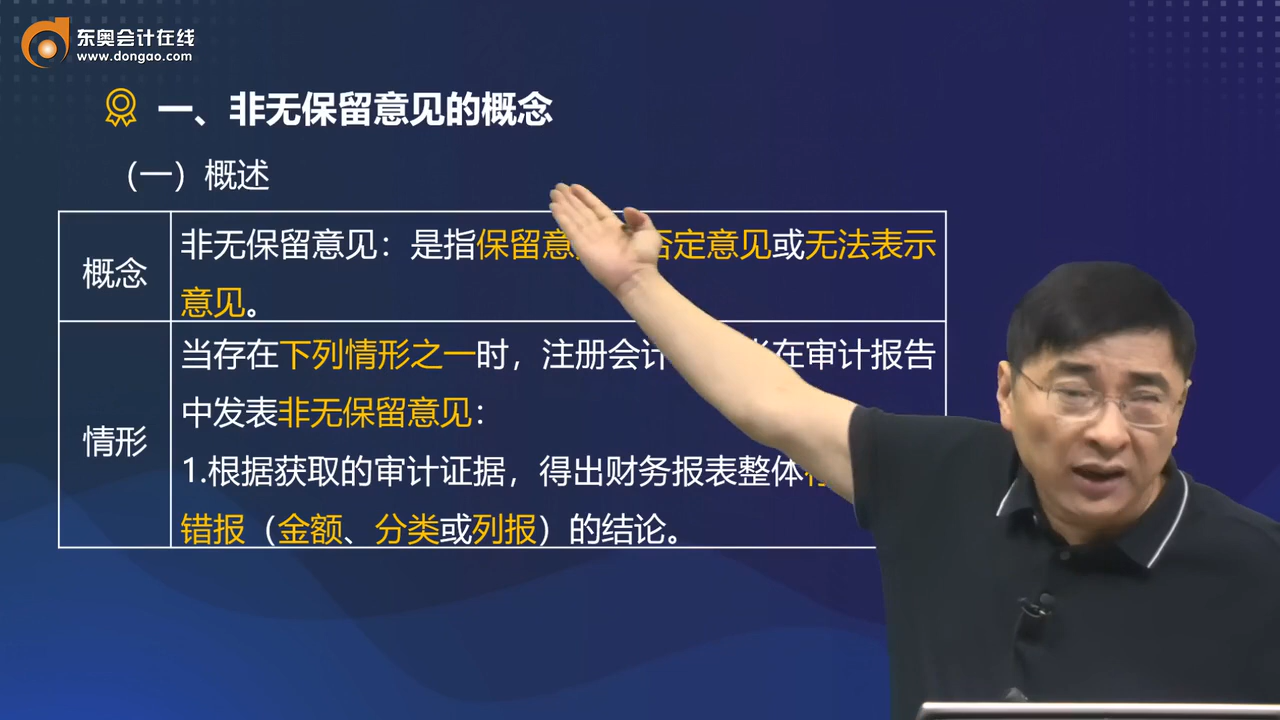 东奥会计在线
www.dongao.com
一、非无保留意见的概念
（一）概述
概念
非无保留意见：是指保留意 否定意见或无法表示
意见。
情形
当存在下列情形之一时，注册会计 在审计报告
中发表非无保留意见：
1.根据获取的审计证据，得出财务报表整体
错报（金额、分类或列报）的结论。